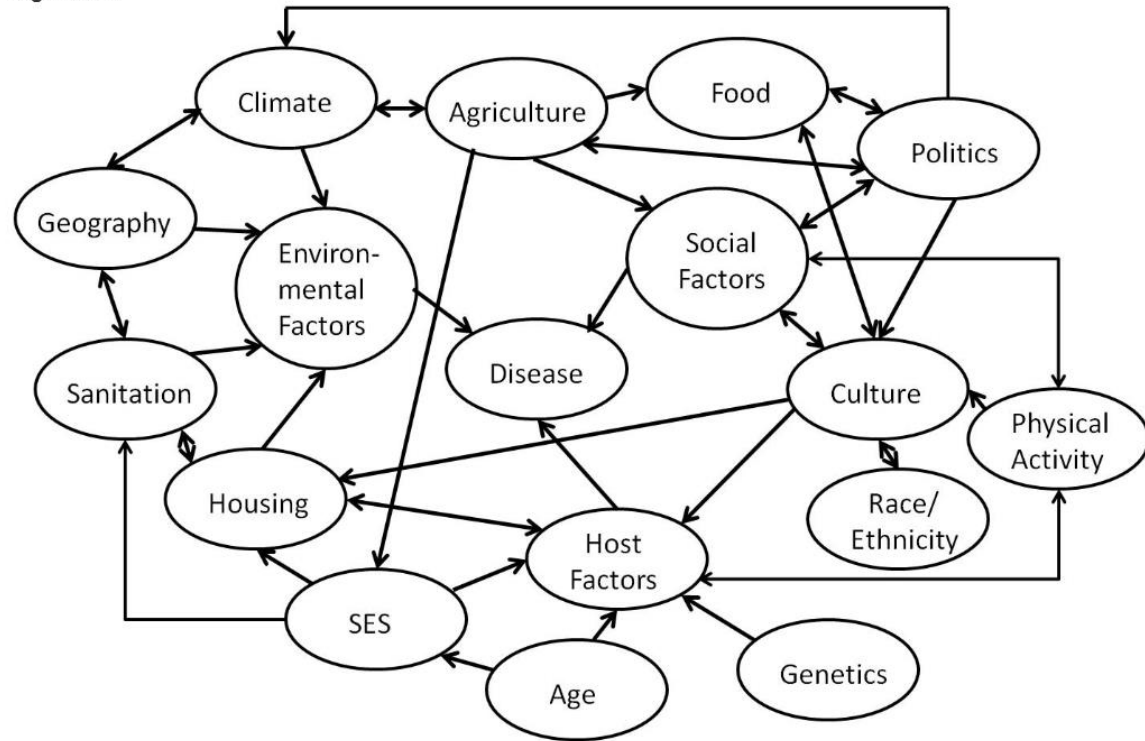 Climate
Agriculture
Food
Politics
Geography
Environ-
mental
Factors
Social
Factors
Sanitation
Disease
Culture
Physical
Activity
Housing
Race/
Ethnicity
Host
Factors
SES
Age
Genetics